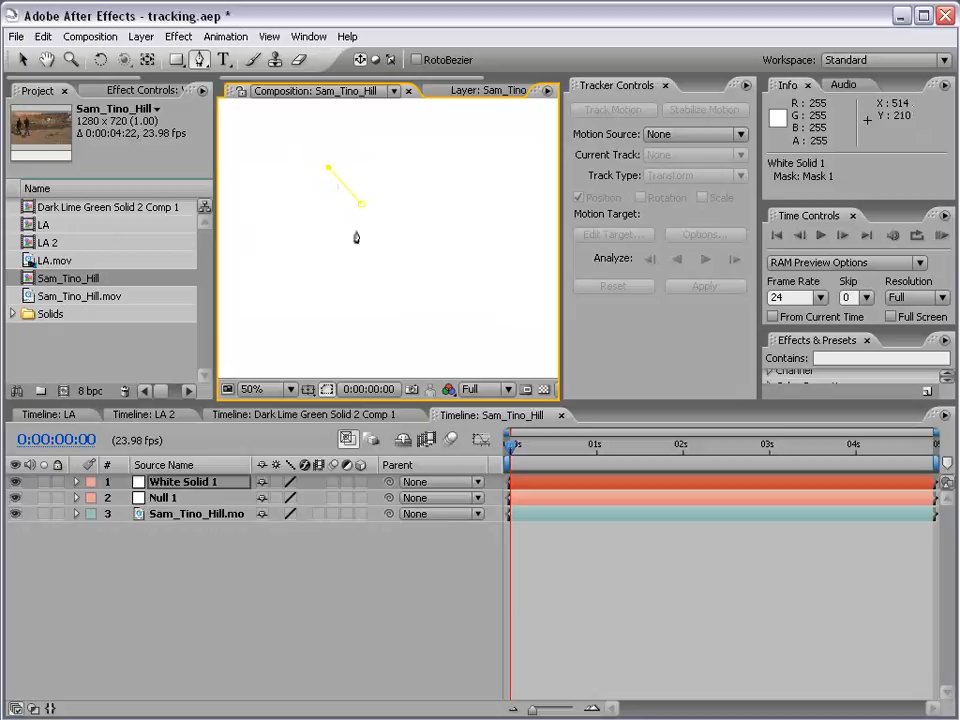 Adobe After Effects - tracking.aep *
File Edit Composition Layer Effect Animation View Window Help
RotoBezier
Workspace: Standard
Project
Effect Controls:
Composition: Sam_Tino_Hill
Layer: Sam_Tino
Tracker Controls
Info
Audio
Sam_Tino_Hill
1280 x 720 (1.00)
Δ 0:00:04:22, 23.98 fps
Track Motion
Stabilize Motion
R: 255
G: 255
B: 255
A: 255
X: 514
Y: 210
Motion Source: None
Current Track: None
Track Type: Transform
White Solid 1
Mask: Mask 1
Name
Position
Rotation
Scale
Dark Lime Green Solid 2 Comp 1
LA
LA 2
LA.mov
Sam_Tino_Hill
Sam_Tino_Hill.mov
Solids
Motion Target:
Edit Target...
Options...
Analyze:
Reset
Apply
Time Controls
RAM Preview Options
Frame Rate
Skip
Resolution
24
0
Full
From Current Time
Full Screen
Effects & Presets
Contains:
Channel
8 bpc
50%
0:00:00:00
Full
Timeline: LA
Timeline: LA 2
Timeline: Dark Lime Green Solid 2 Comp 1
Timeline: Sam_Tino_Hill
0:00:00:00
(23.98 fps)
01s
02s
03s
04s
#
Source Name
Parent
1 White Solid 1 None
2 Null 1 None
3 Sam_Tino_Hill.mo None